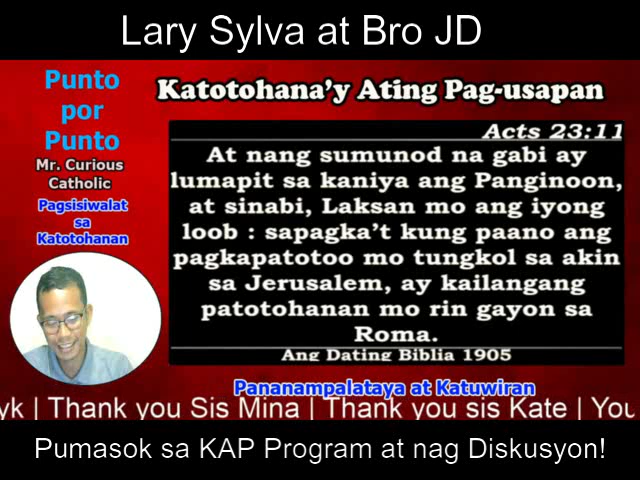 Lary Sylva at Bro JD
Punto
por
Punto
Mr. Curious
Catholic
Pagsisiwalat
sa
Katotohanan
Katotohana'y Ating Pag-usapan
Acts 23:11
At nang sumunod na gabi ay
lumapit sa kaniya ang Panginoon,
at sinabi, Laksan mo ang iyong
loob : sapagka't kung paano ang
pagkapatotoo mo tungkol sa akin
sa Jerusalem, ay kailangang
patotohanan mo rin gayon sa
Roma.
Ang Dating Biblia 1905
Pananampalataya at Katuwiran
yk | Thank you Sis Mina | Thank you sis Kate | You
Pumasok sa KAP Program at nag Diskusyon!